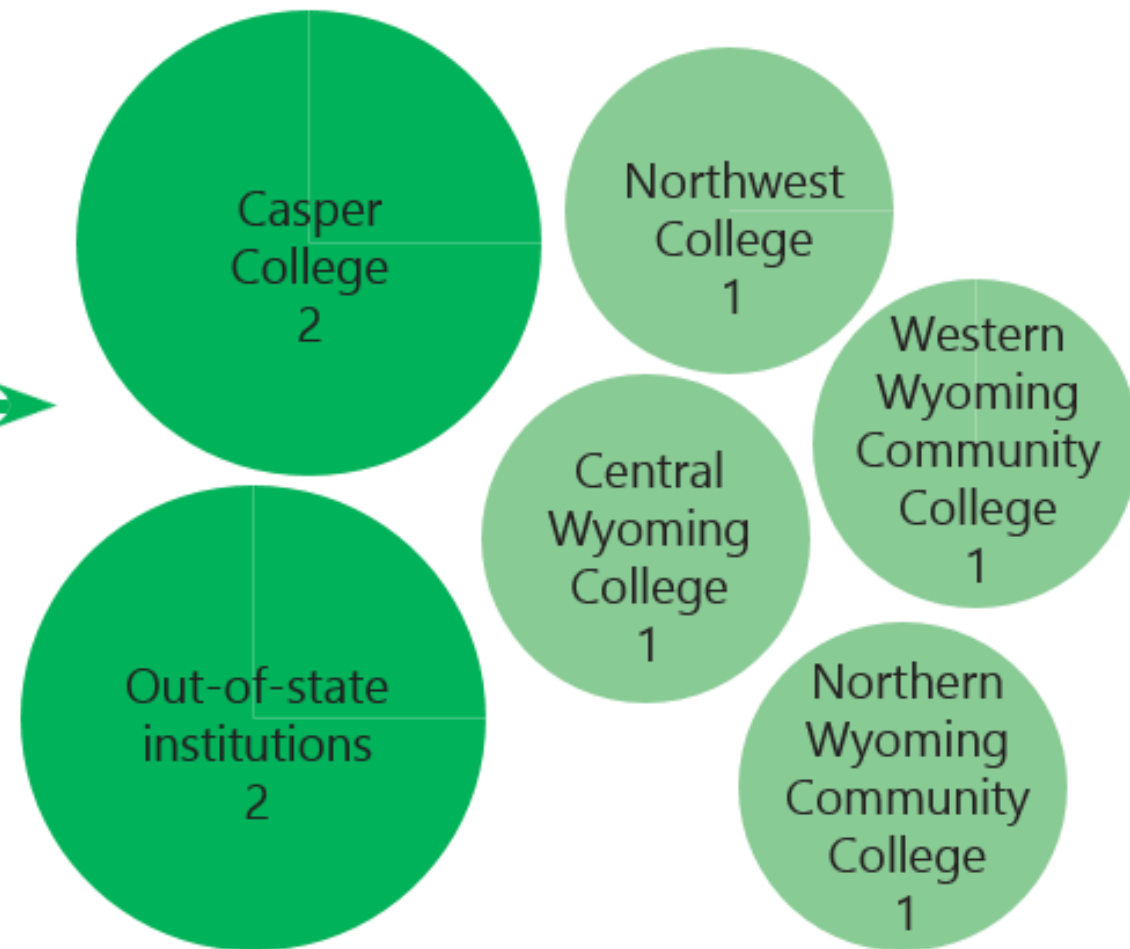 Casper
College
2
Northwest
College
1
Western
Wyoming
Community
College
1
Central
Wyoming
College
1
Out-of-state
institutions
2
Northern
Wyoming
Community
College
1